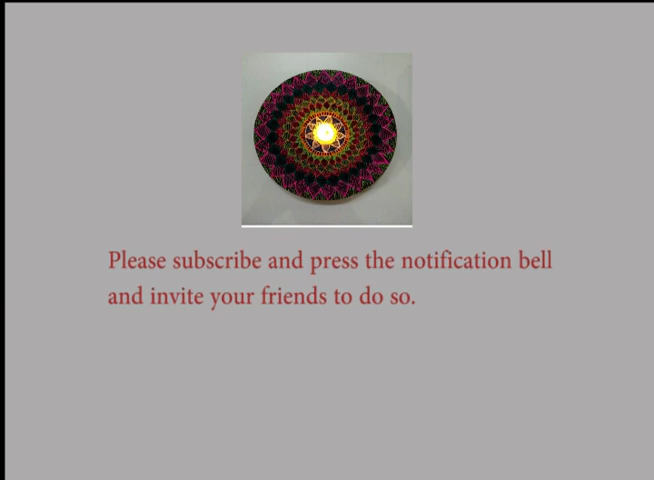 Please subscribe and press the notification bell
and invite your friends to do so.